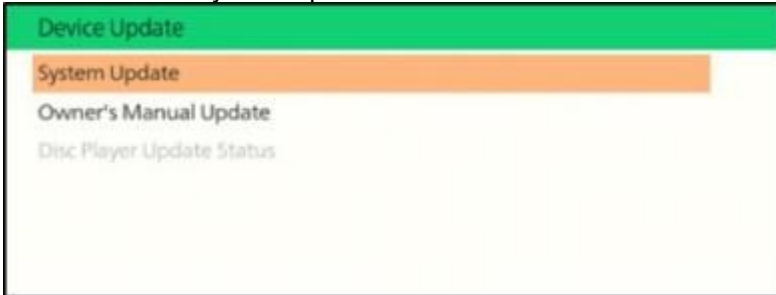 Device Update
System Update
Owner's Manual Update
Disc Player Update Status